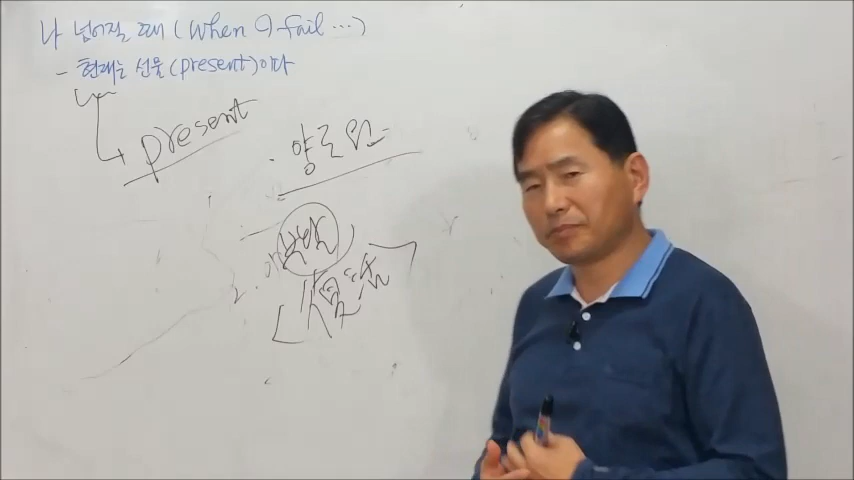 나 넘어질 때 (When I fail ...)
- 현재는 선물(present)이다
present
· 양로원
2.